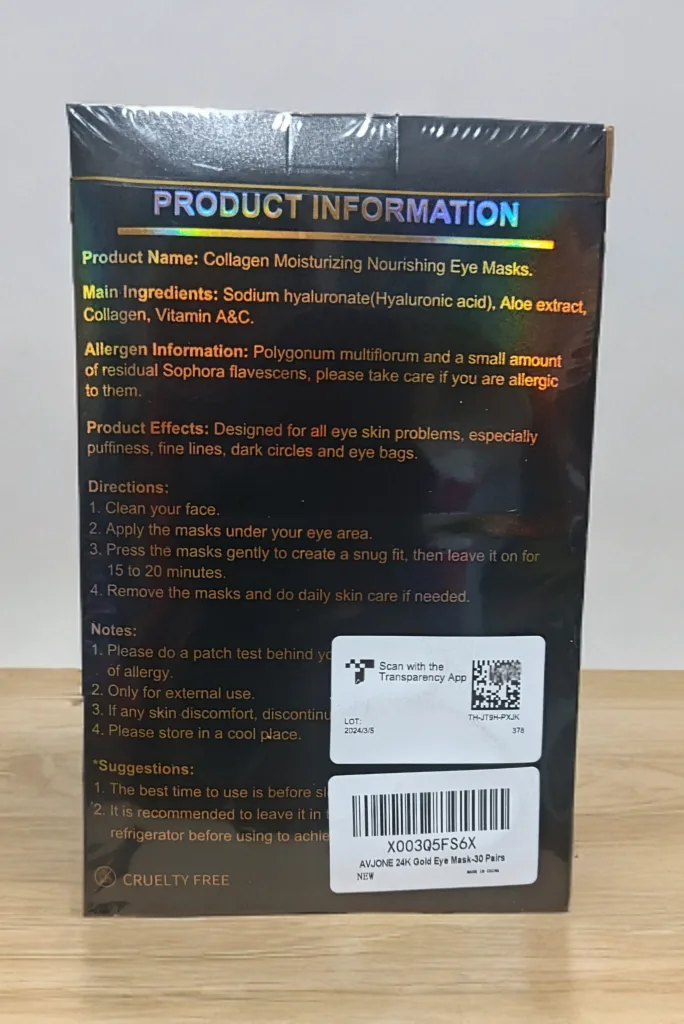 PRODUCT INFORMATION
Product Name: Collagen Moisturizing Nourishing Eye Masks.
Main Ingredients: Sodium hyaluronate(Hyaluronic acid), Aloe extract,
Collagen, Vitamin A&C.
Allergen Information: Polygonum multiflorum and a small amount
of residual Sophora flavescens, please take care if you are allergic
to them.
Product Effects: Designed for all eye skin problems, especially
puffiness, fine lines, dark circles and eye bags.
Directions:
1. Clean your face.
2. Apply the masks under your eye area.
3. Press the masks gently to create a snug fit, then leave it on for
15 to 20 minutes.
4. Remove the masks and do daily skin care if needed.
Notes:
1. Please do a patch test behind
of allergy.
2. Only for external use.
3. If any skin discomfort,
4. Please store in a cool place.
*Suggestions:
1. The best time to use is before
2. It is recommended to leave it in
refrigerator before using to
CRUELTY FREE
Scan with the
Transparency App
LOT:
2024/3/5
TH-JT9H-PXJK
378
X003Q5FS6X
AVJONE 24K Gold Eye Mask-30 Pairs
NEW
MADE IN CHINA